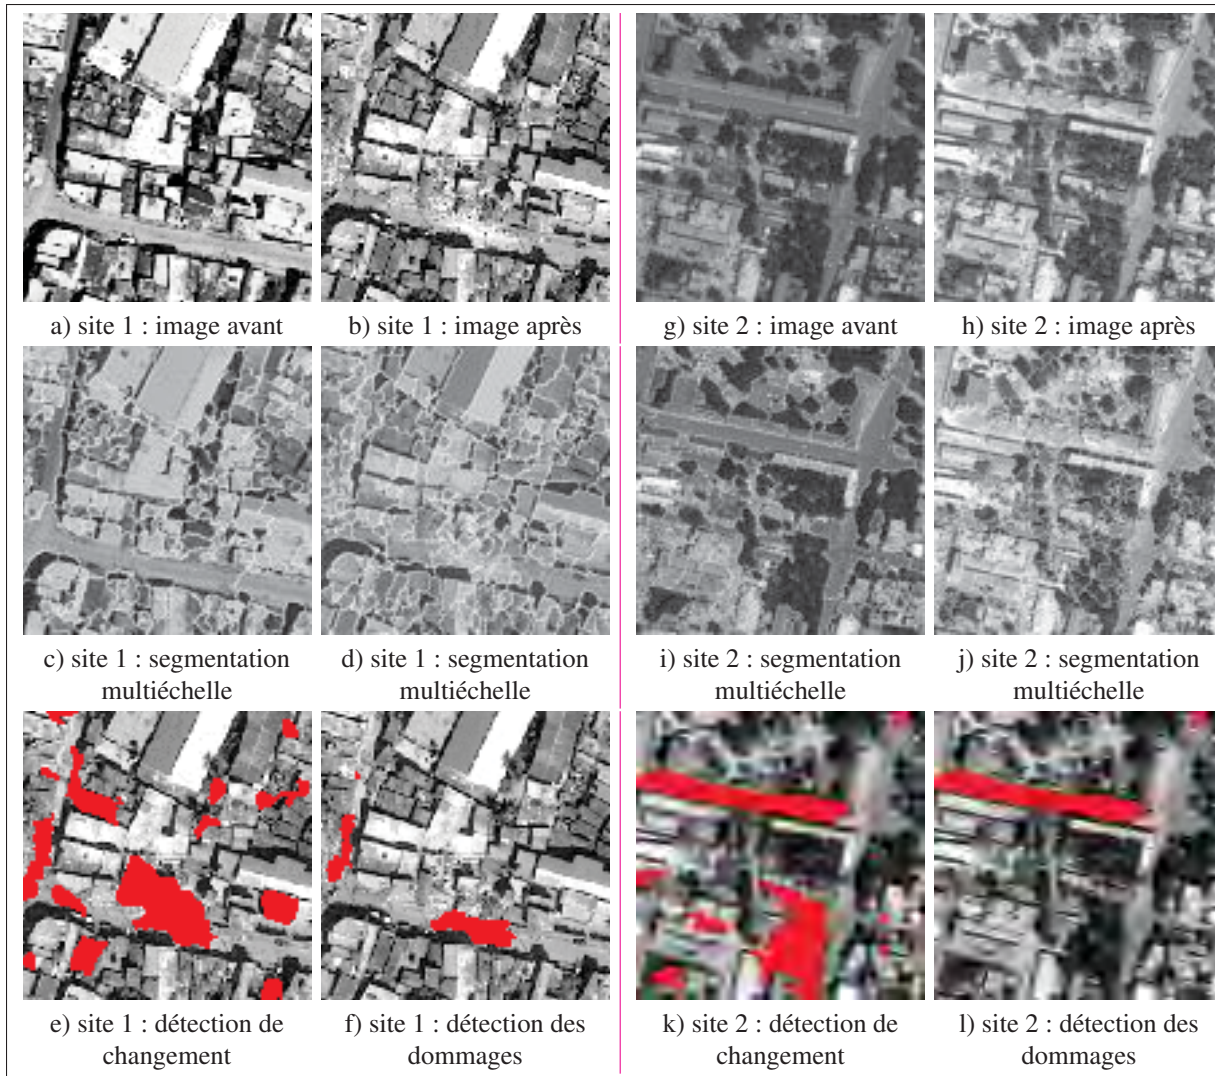 a) site 1 : image avant
b) site 1 : image après
g) site 2 : image avant
h) site 2 : image après
c) site 1 : segmentation
multiéchelle
d) site 1 : segmentation
multiéchelle
i) site 2 : segmentation
multiéchelle
j) site 2 : segmentation
multiéchelle
e) site 1 : détection de
changement
f) site 1 : détection des
dommages
k) site 2 : détection de
changement
l) site 2 : détection des
dommages